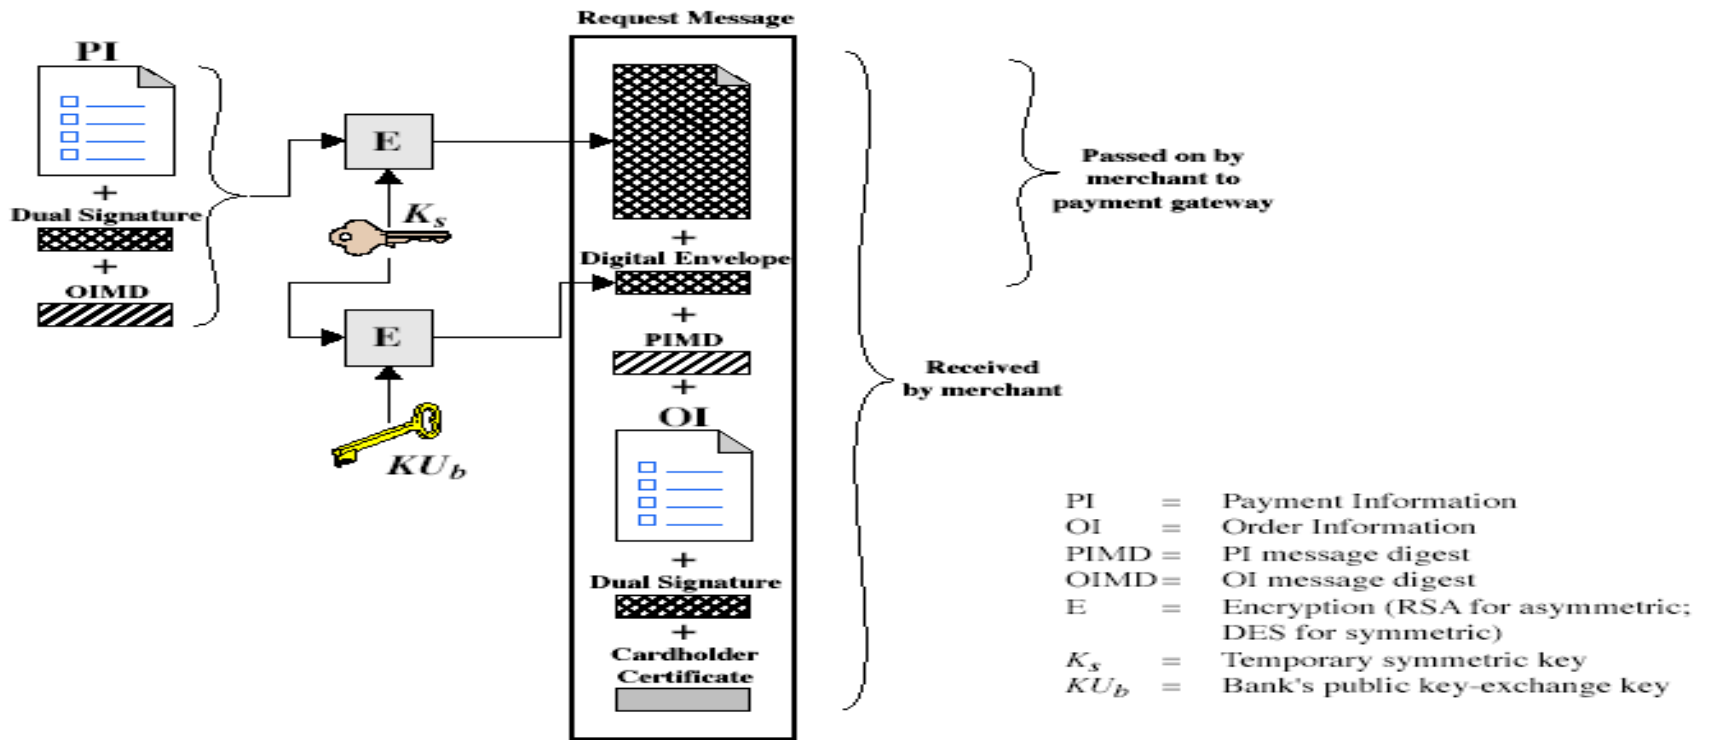 Request Message
PI
+
Dual Signature
+
OIMD
E
Ks
E
KUb
+
Digital Envelope
+
PIMD
+
OI
+
Dual Signature
+
Cardholder
Certificate
Received
by merchant
Passed on by
merchant to
payment gateway
PI = Payment Information
OI = Order Information
PIMD = PI message digest
OIMD = OI message digest
E = Encryption (RSA for asymmetric;
DES for symmetric)
Ks = Temporary symmetric key
KUb = Bank's public key-exchange key